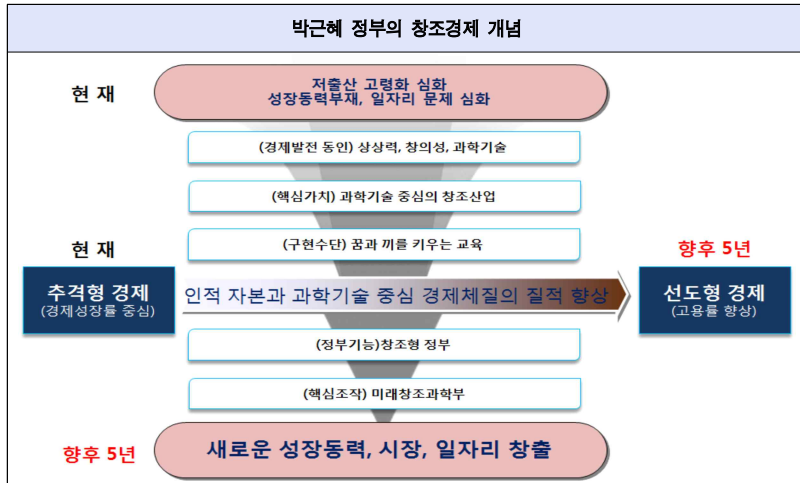 박근혜 정부의 창조경제 개념
현 재
저출산 고령화 심화
성장동력부재, 일자리 문제 심화
(경제발전 동인) 상상력, 창의성, 과학기술
(핵심가치) 과학기술 중심의 창조산업
(구현수단) 꿈과 끼를 키우는 교육
현 재
향후 5년
추격형 경제
(경제성장률 중심)
인적 자본과 과학기술 중심 경제체질의 질적 향상
선도형 경제
(고용률 향상)
(정부기능)창조형 정부
(핵심조작) 미래창조과학부
향후 5년
새로운 성장동력, 시장, 일자리 창출